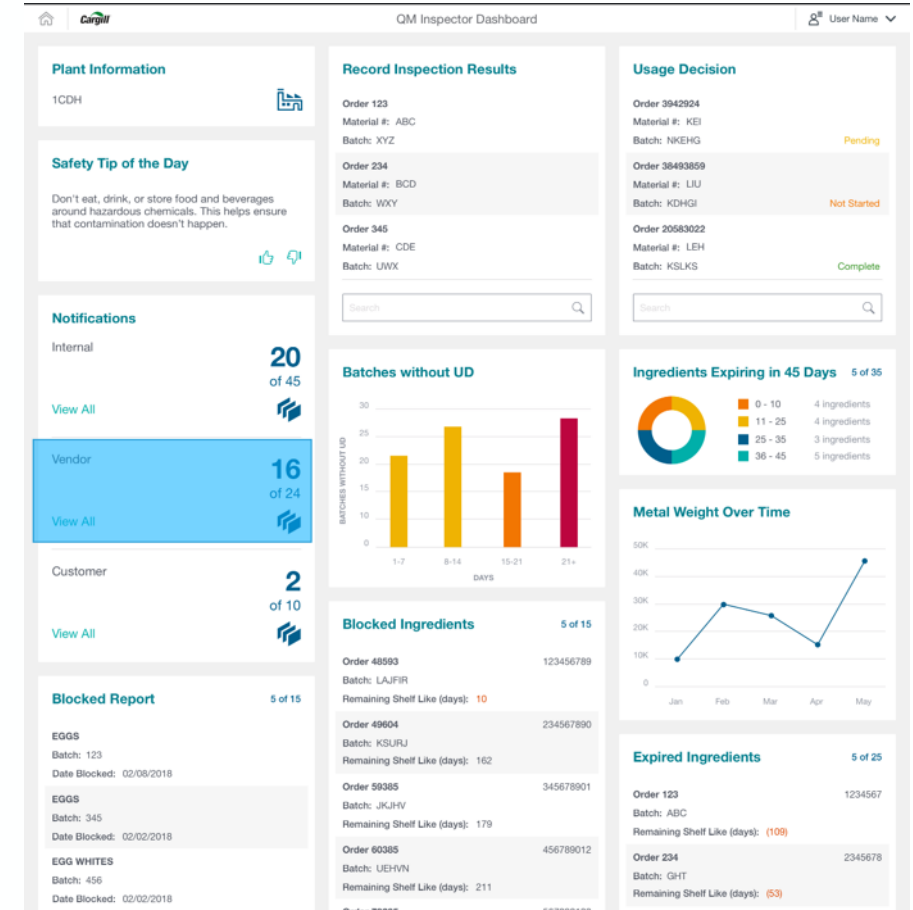 Cargill
QM Inspector Dashboard
User Name
Plant Information
1CDH
Safety Tip of the Day
Don't eat, drink, or store food and beverages
around hazardous chemicals. This helps ensure
that contamination doesn't happen.
Notifications
Internal
20
of 45
View All
Vendor
16
of 24
View All
Customer
2
of 10
View All
Blocked Report 5 of 15
EGGS
Batch: 123
Date Blocked: 02/08/2018
EGGS
Batch: 345
Date Blocked: 02/02/2018
EGG WHITES
Batch: 456
Date Blocked: 02/02/2018
Record Inspection Results
Order 123
Material #: ABC
Batch: XYZ
Order 234
Material #: BCD
Batch: WXY
Order 345
Material #: CDE
Batch: UWX
Search
Batches without UD
BATCHES WITHOUT UD
30
25
20
15
10
0
1-7 8-14 15-21 21+
DAYS
Blocked Ingredients 5 of 15
Order 48593 123456789
Batch: LAJFIR
Remaining Shelf Like (days): 10
Order 49604 234567890
Batch: KSURJ
Remaining Shelf Like (days): 162
Order 59385 345678901
Batch: JKJHV
Remaining Shelf Like (days): 179
Order 60385 456789012
Batch: UEHVN
Remaining Shelf Like (days): 211
Usage Decision
Order 3942924
Material #: KEI
Batch: NKEHG Pending
Order 38493859
Material #: LIU
Batch: KDHGI Not Started
Order 20583022
Material #: LEH
Batch: KSLKS Complete
Search
Ingredients Expiring in 45 Days 5 of 35
0 - 10 4 ingredients
11 - 25 4 ingredients
25 - 35 3 ingredients
36 - 45 5 ingredients
Metal Weight Over Time
50K
40K
30K
20K
10K
0
Jan Feb Mar Apr May
Expired Ingredients 5 of 25
Order 123 1234567
Batch: ABC
Remaining Shelf Like (days): (109)
Order 234 2345678
Batch: GHT
Remaining Shelf Like (days): (53)